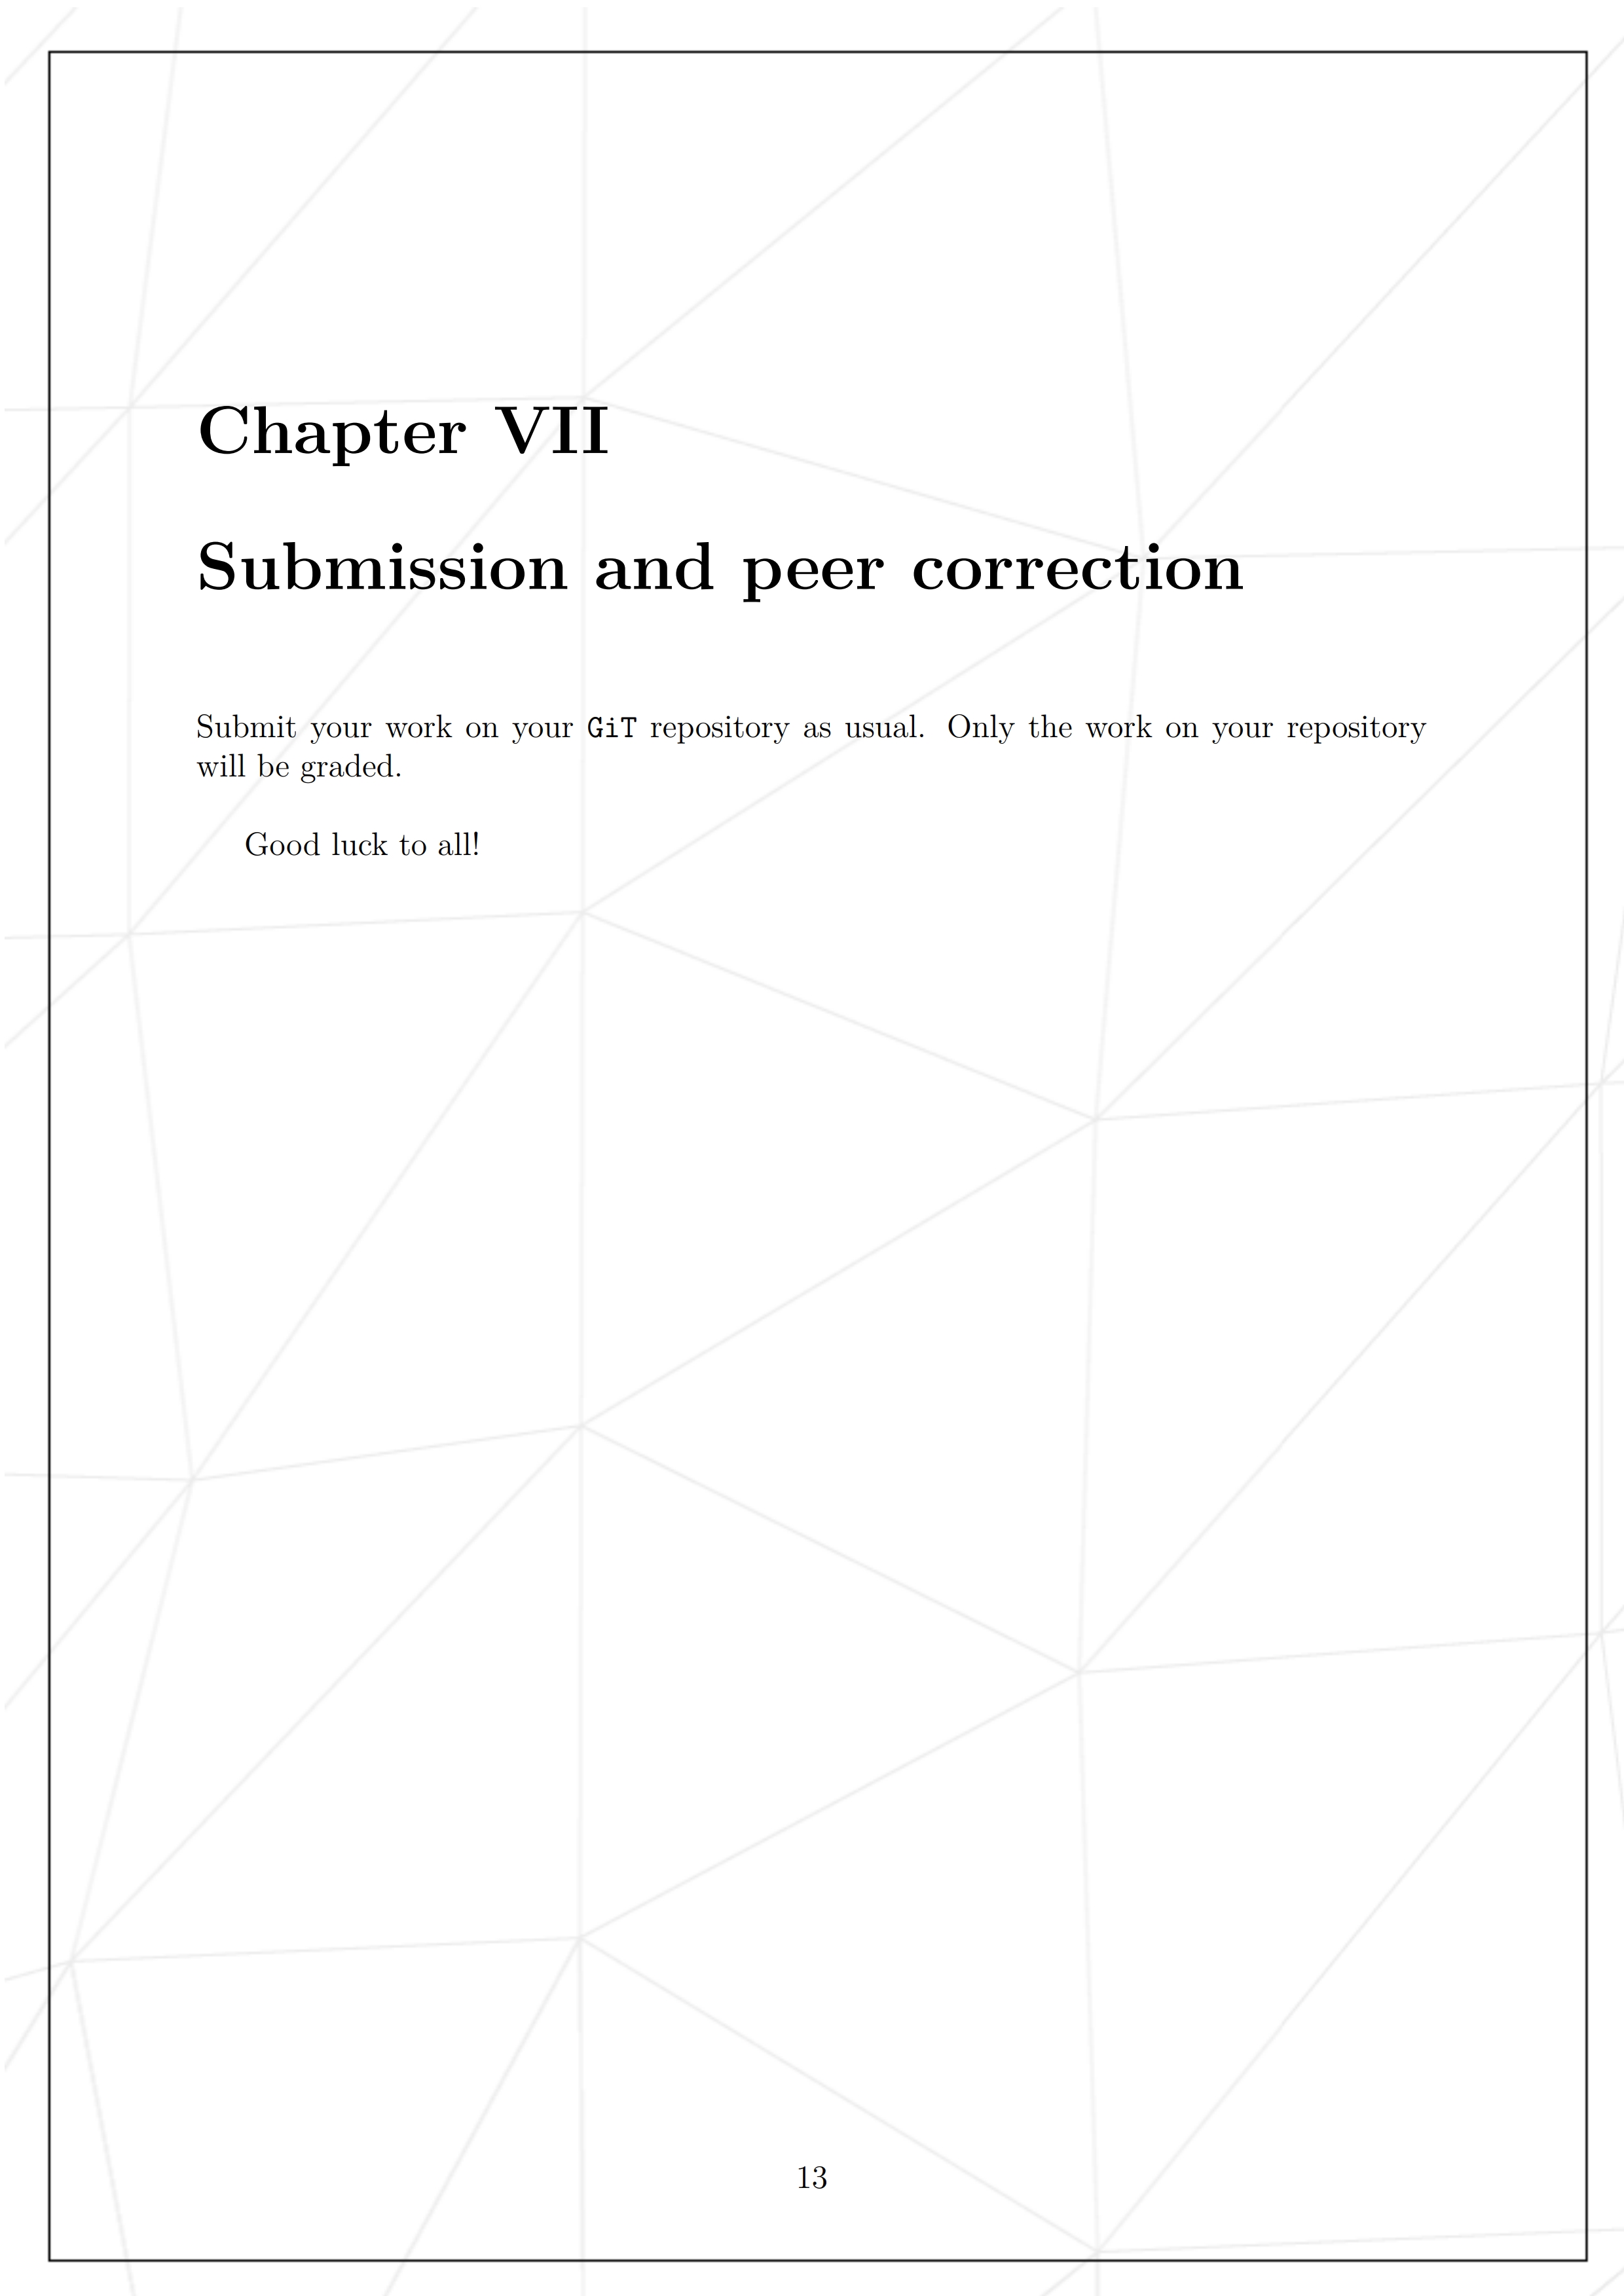 Chapter VII
Submission and peer correction
Submit your work on your GiT repository as usual. Only the work on your repository
will be graded.
Good luck to all!
13